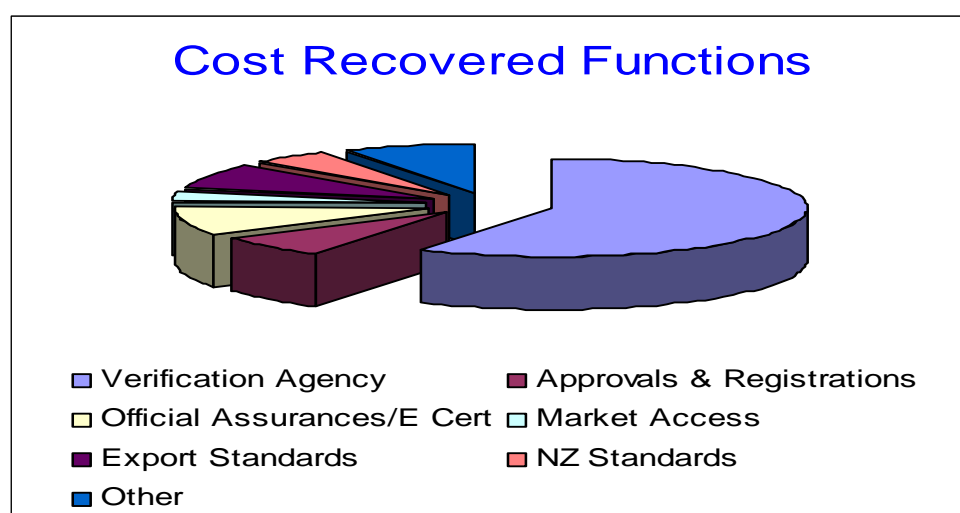 Cost Recovered Functions
Verification Agency
Approvals & Registrations
Official Assurances/E Cert
Market Access
Export Standards
NZ Standards
Other